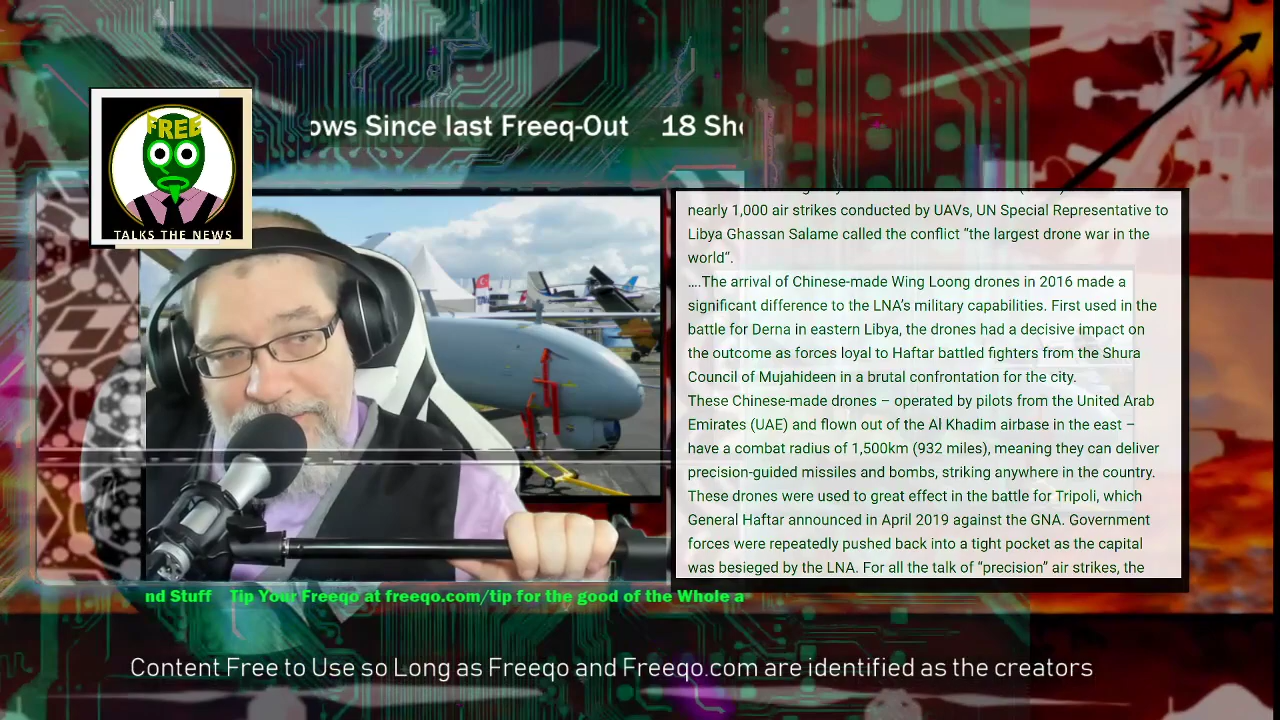 FREE
TALKS THE NEWS
ows Since last Freeq-Out 18 Sh
nearly 1,000 air strikes conducted by UAVs, UN Special Representative to
Libya Ghassan Salame called the conflict “the largest drone war in the
world”.
….The arrival of Chinese-made Wing Loong drones in 2016 made a
significant difference to the LNA’s military capabilities. First used in the
battle for Derna in eastern Libya, the drones had a decisive impact on
the outcome as forces loyal to Haftar battled fighters from the Shura
Council of Mujahideen in a brutal confrontation for the city.
These Chinese-made drones – operated by pilots from the United Arab
Emirates (UAE) and flown out of the Al Khadim airbase in the east –
have a combat radius of 1,500km (932 miles), meaning they can deliver
precision-guided missiles and bombs, striking anywhere in the country.
These drones were used to great effect in the battle for Tripoli, which
General Haftar announced in April 2019 against the GNA. Government
forces were repeatedly pushed back into a tight pocket as the capital
was besieged by the LNA. For all the talk of “precision” air strikes, the
nd Stuff Tip Your Freeqo at freeqo.com/tip for the good of the Whole a
Content Free to Use so Long as Freeqo and Freeqo.com are identified as the creators